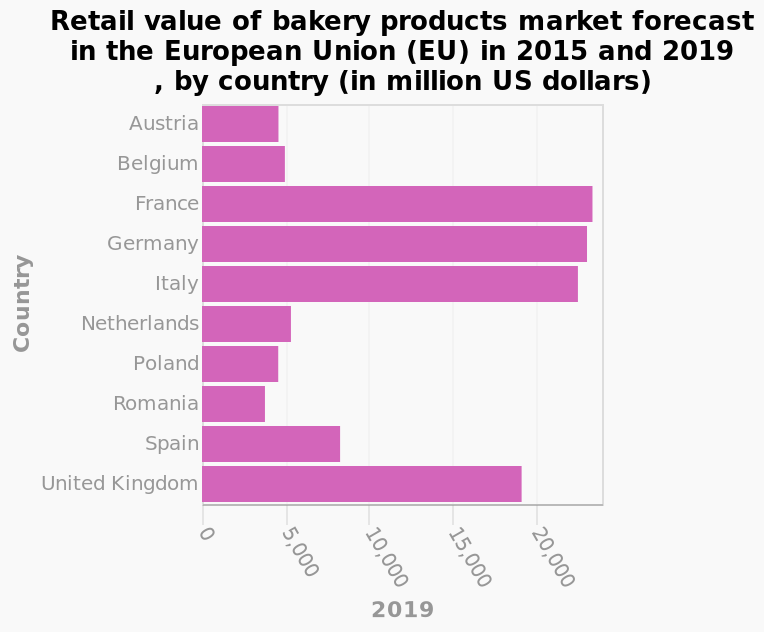 Retail value of bakery products market forecast
in the European Union (EU) in 2015 and 2019
, by country (in million US dollars)
Country
Austria
Belgium
France
Germany
Italy
Netherlands
Poland
Romania
Spain
United Kingdom
0
5,000
10,000
15,000
20,000
2019